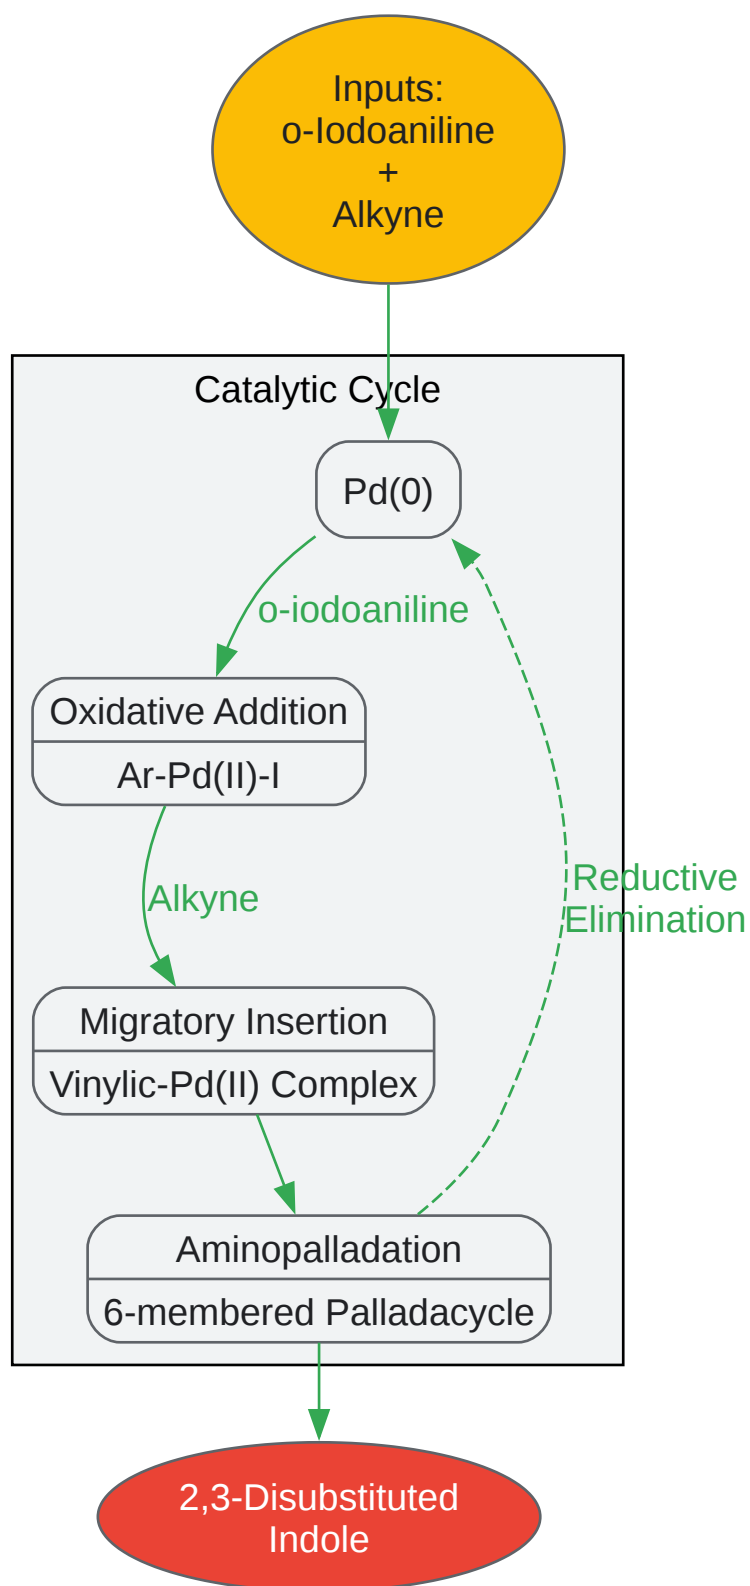 Inputs:
o-Iodoaniline
+
Alkyne
Catalytic Cycle
Pd(0)
o-iodoaniline
Oxidative Addition
Ar-Pd(II)-I
Alkyne
Reductive
Elimination
Migratory Insertion
Vinylic-Pd(II) Complex
Aminopalladation
6-membered Palladacycle
2,3-Disubstituted
Indole